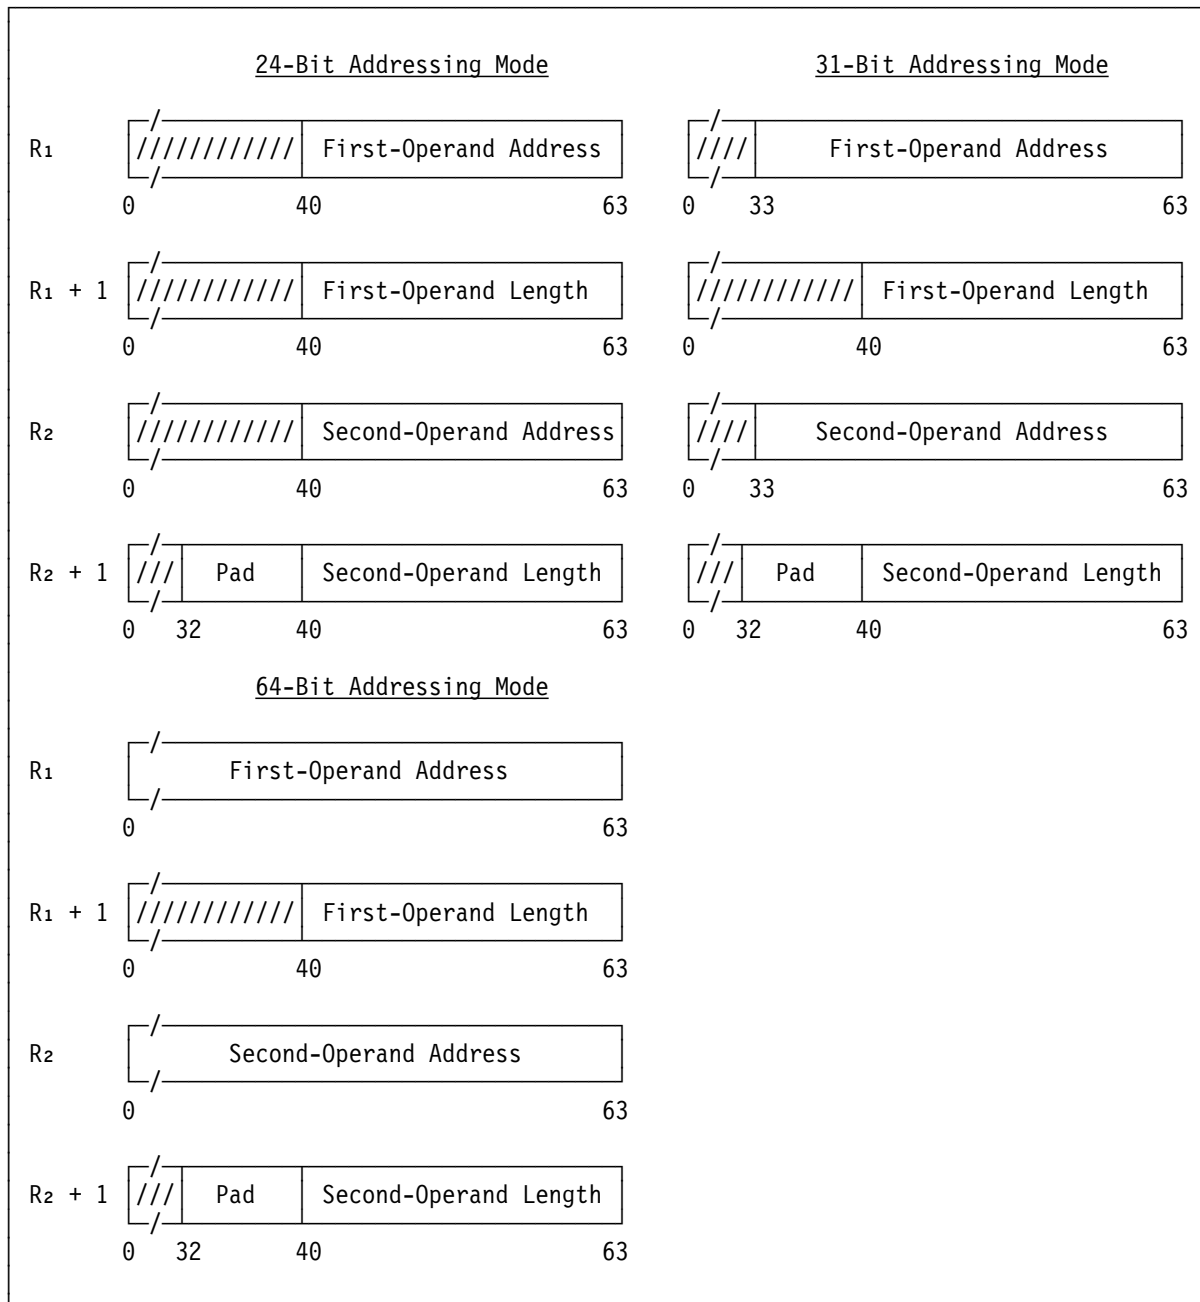 24-Bit Addressing Mode 31-Bit Addressing Mode
R₁ //////////// First-Operand Address //// First-Operand Address
0 40 63 0 33 63
R₁ + 1 //////////// First-Operand Length //////////// First-Operand Length
0 40 63 0 40 63
R₂ //////////// Second-Operand Address //// Second-Operand Address
0 40 63 0 33 63
R₂ + 1 /// Pad Second-Operand Length /// Pad Second-Operand Length
0 32 40 63 0 32 40 63
64-Bit Addressing Mode
R₁ First-Operand Address
0 63
R₁ + 1 //////////// First-Operand Length
0 40 63
R₂ Second-Operand Address
0 63
R₂ + 1 /// Pad Second-Operand Length
0 32 40 63